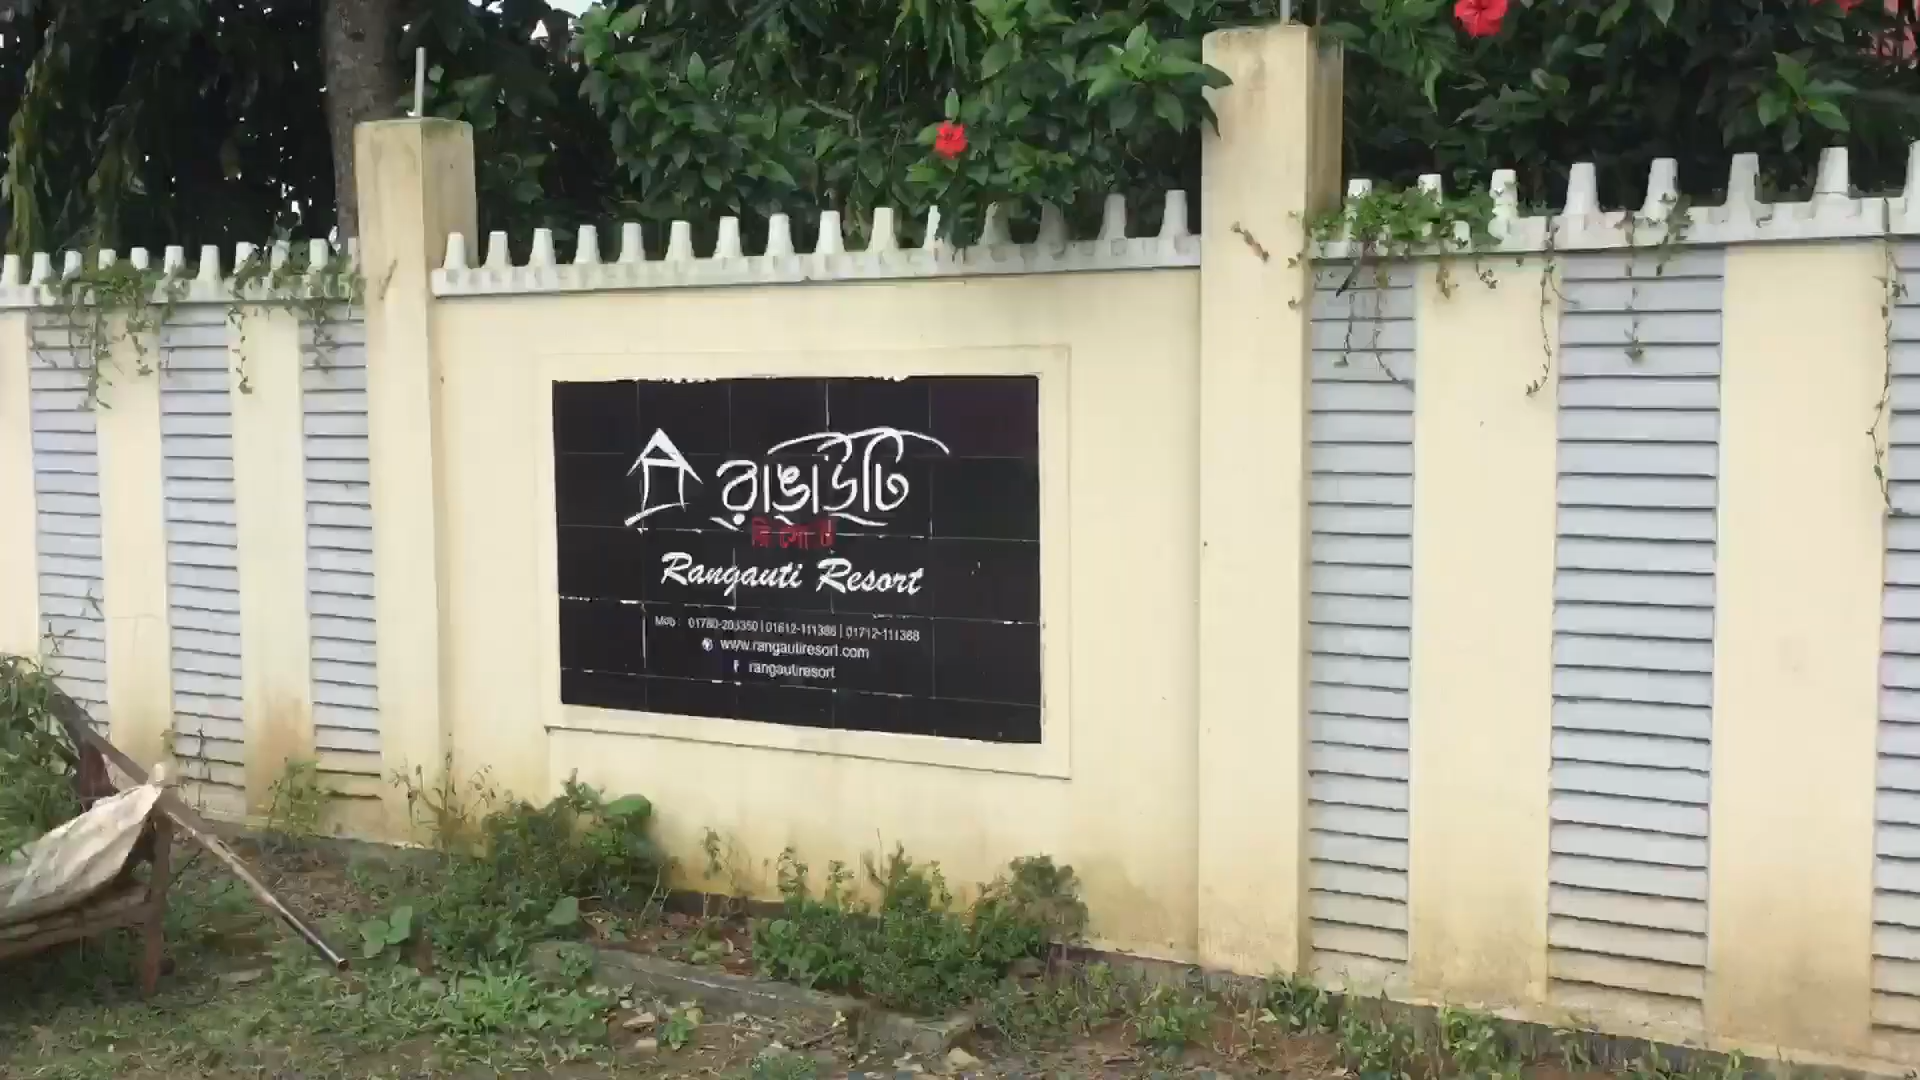 রাঙাউটি
রিসোর্ট
Rangauti Resort
Mob : 01780-203350 | 01612-111388 | 01712-111388
www.rangautiresort.com
f rangautiresort